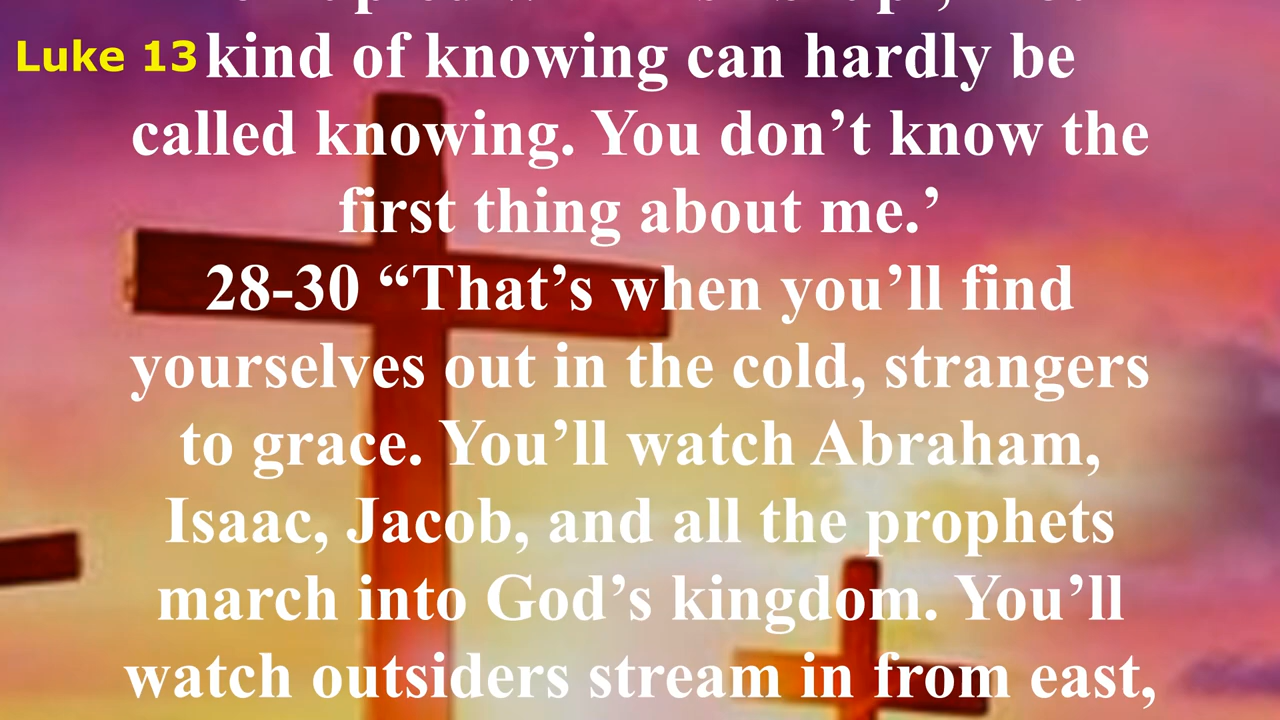 Luke 13
kind of knowing can hardly be
called knowing. You don’t know the
first thing about me.’
28-30 “That’s when you’ll find
yourselves out in the cold, strangers
to grace. You’ll watch Abraham,
Isaac, Jacob, and all the prophets
march into God’s kingdom. You’ll
watch outsiders stream in from east,